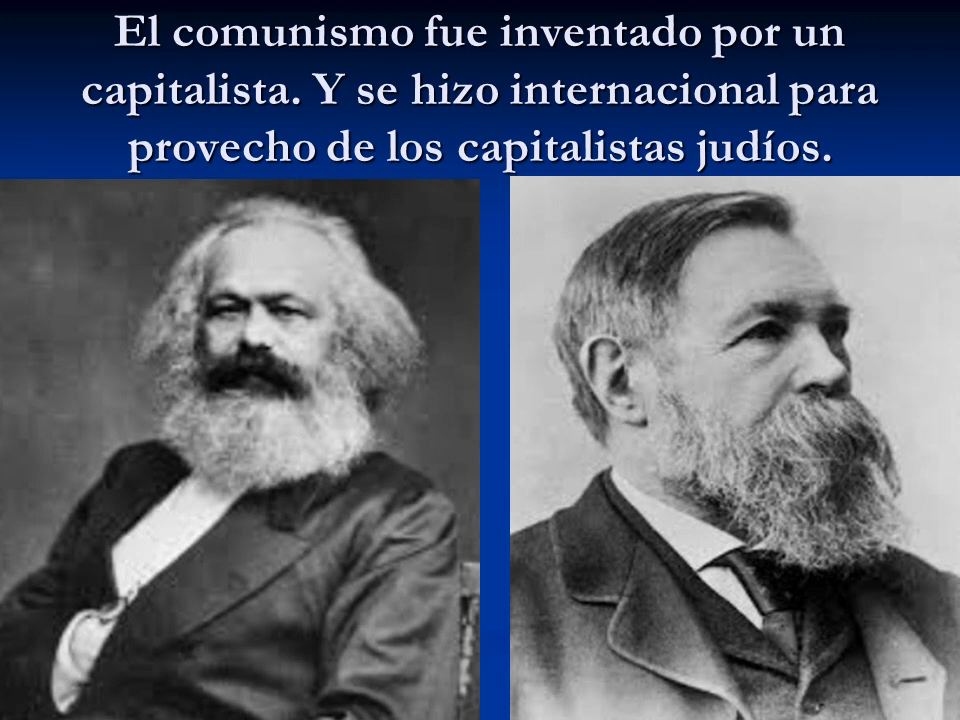 El comunismo fue inventado por un
capitalista. Y se hizo internacional para
provecho de los capitalistas judíos.